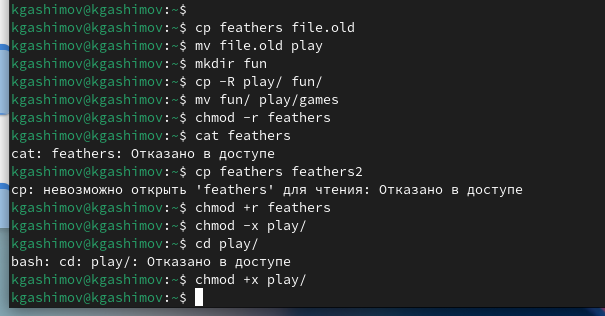 kgashimov@kgashimov:~$
kgashimov@kgashimov:~$ cp feathers file.old
kgashimov@kgashimov:~$ mv file.old play
kgashimov@kgashimov:~$ mkdir fun
kgashimov@kgashimov:~$ cp -R play/ fun/
kgashimov@kgashimov:~$ mv fun/ play/games
kgashimov@kgashimov:~$ chmod -r feathers
kgashimov@kgashimov:~$ cat feathers
cat: feathers: Отказано в доступе
kgashimov@kgashimov:~$ cp feathers feathers2
cp: невозможно открыть 'feathers' для чтения: Отказано в доступе
kgashimov@kgashimov:~$ chmod +r feathers
kgashimov@kgashimov:~$ chmod -x play/
kgashimov@kgashimov:~$ cd play/
bash: cd: play/: Отказано в доступе
kgashimov@kgashimov:~$ chmod +x play/
kgashimov@kgashimov:~$